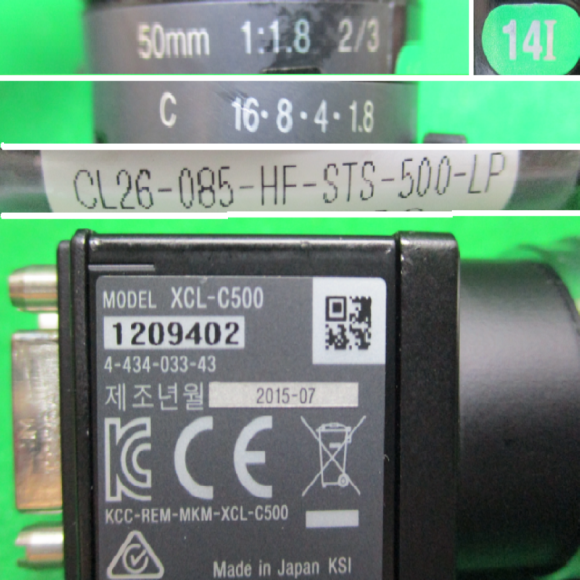 50mm 1:1.8 2/3
14I
C 16·8·4·1.8
CL26-085-HF-STS-500-LP
MODEL XCL-C500
1209402
4-434-033-43
제조년월 2015-07
KC CE
KCC-REM-MKM-XCL-C500
Made in Japan KSI